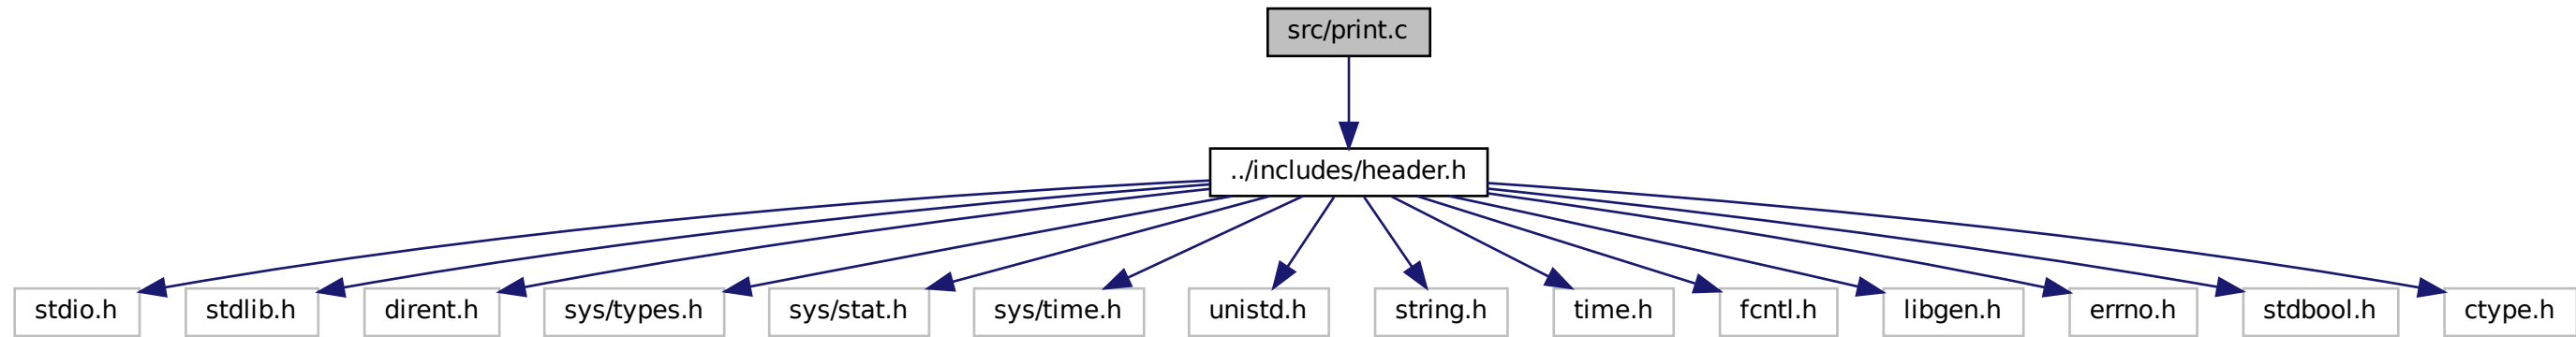 src/print.c
../includes/header.h
stdio.h
stdlib.h
dirent.h
sys/types.h
sys/stat.h
sys/time.h
unistd.h
string.h
time.h
fcntl.h
libgen.h
errno.h
stdbool.h
ctype.h